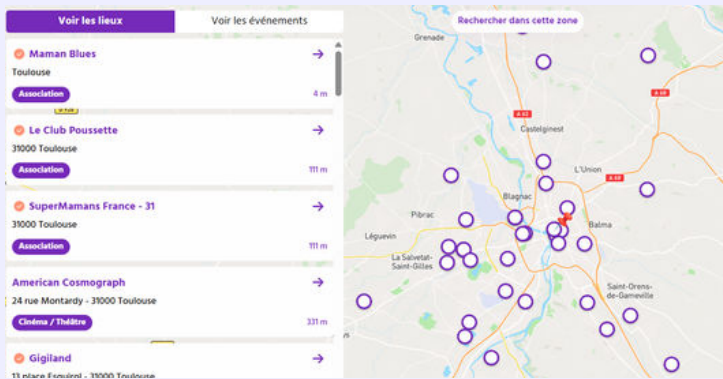 Voir les lieux
Voir les événements
Maman Blues
Toulouse
Association
4 m
Le Club Poussette
31000 Toulouse
Association
111 m
SuperMamans France - 31
31000 Toulouse
Association
111 m
American Cosmograph
24 rue Montardy - 31000 Toulouse
Cinéma / Théâtre
331 m
Gigiland
13 place Esquirol - 31000 Toulouse
Rechercher dans cette zone
Grenade
A 68
A 62
Castelginest
L'Union
A 68
Blagnac
Pibrac
Balma
Léguevin
La Salvetat-
Saint-Gilles
Saint-Orens-
de-Gameville